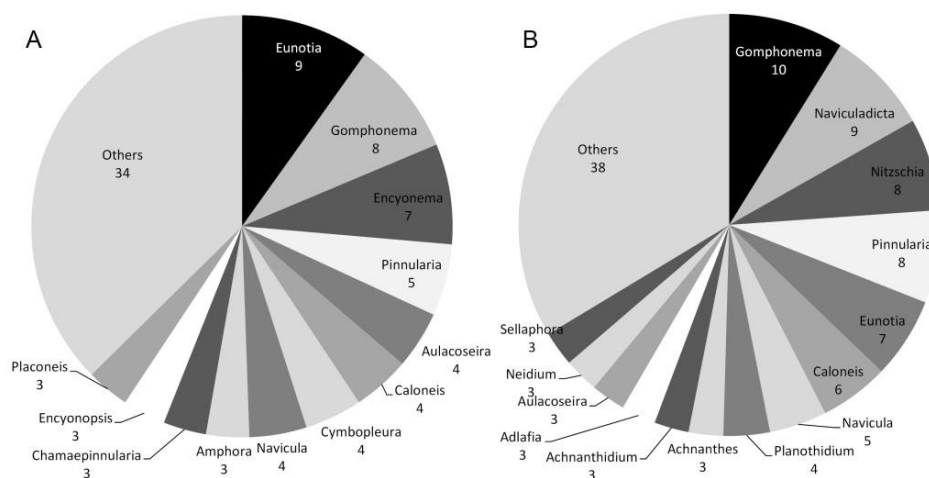 A
Eunotia
9
Gomphonema
8
Encyonema
7
Pinnularia
5
Aulacoseira
4
Caloneis
4
Cymbopleura
4
Navicula
4
Amphora
3
Chamaepinnularia
3
Encyonopsis
3
Placoneis
3
Others
34
B
Gomphonema
10
Naviculadicta
9
Nitzschia
8
Pinnularia
8
Eunotia
7
Caloneis
6
Navicula
5
Planothidium
4
Achnanthes
3
Achnanthidium
3
Adlafia
3
Aulacoseira
3
Neidium
3
Sellaphora
3
Others
38